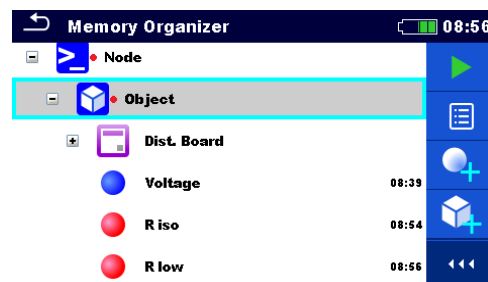 Memory Organizer 08:56
Node
Object
Dist. Board
Voltage 08:39
R iso 08:54
R low 08:56